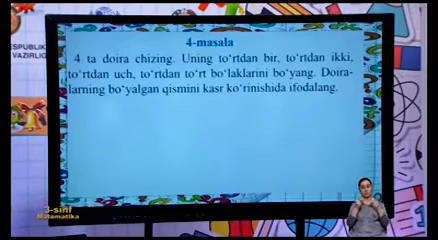 4-masala
4 ta doira chizing. Uning to‘rtdan bir, to‘rtdan ikki,
to‘rtdan uch, to‘rtdan to‘rt bo‘laklarini bo‘yang. Doira-
larning bo‘yalgan qismini kasr ko‘rinishida ifodalang.
3-sinf
Matematika